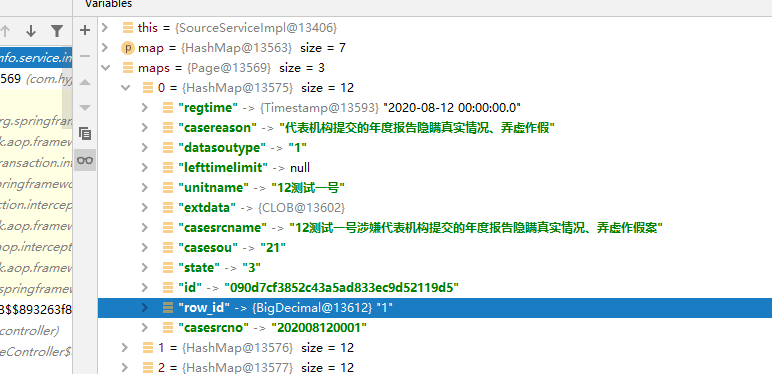 Variables
this = {SourceServiceImpl@13406}
map = {HashMap@13563} size = 7
nfo.service.im
maps = {Page@13569} size = 3
569 (com.hy
0 = {HashMap@13575} size = 12
"regtime" -> {Timestamp@13593} "2020-08-12 00:00:00.0"
rg.springfram
"casereason" -> "代表机构提交的年度报告隐瞒真实情况、弄虚作假"
k.aop.framew
"datasoutype" -> "1"
transaction.int
"lefttimelimit" -> null
springframewo
"unitname" -> "12测试一号"
ction.intercep
"extdata" -> {CLOB@13602}
k.aop.framew
"casesrcname" -> "12测试一号涉嫌代表机构提交的年度报告隐瞒真实情况、弄虚作假案"
aop.intercept
"casesou" -> "21"
k.aop.framew
"state" -> "3"
springframew
"id" -> "090d7cf3852c43a5ad833ec9d52119d5"
B$$893263f8
"row_id" -> {BigDecimal@13612} "1"
controller)
"casesrcno" -> "202008120001"
eController$
1 = {HashMap@13576} size = 12
2 = {HashMap@13577} size = 12